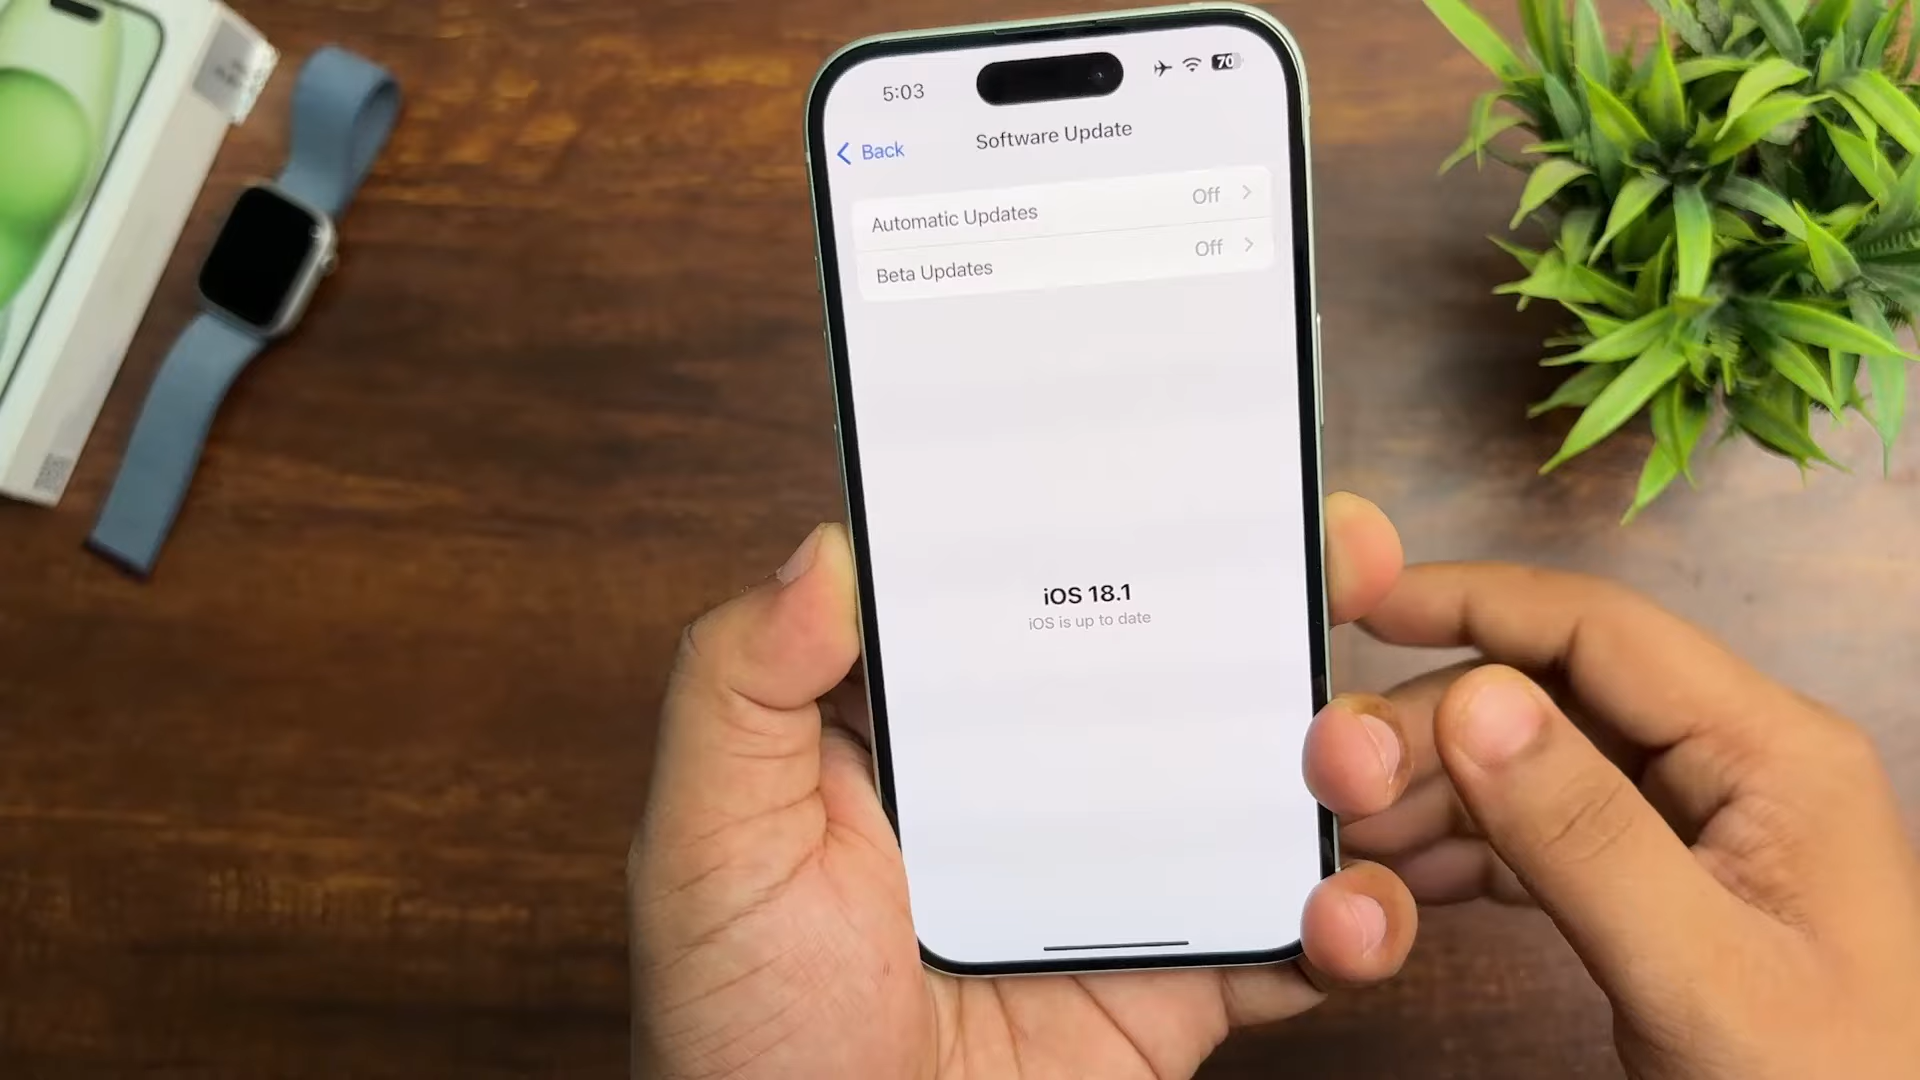 5:03
70
Back
Software Update
Automatic Updates Off
Beta Updates Off
iOS 18.1
iOS is up to date